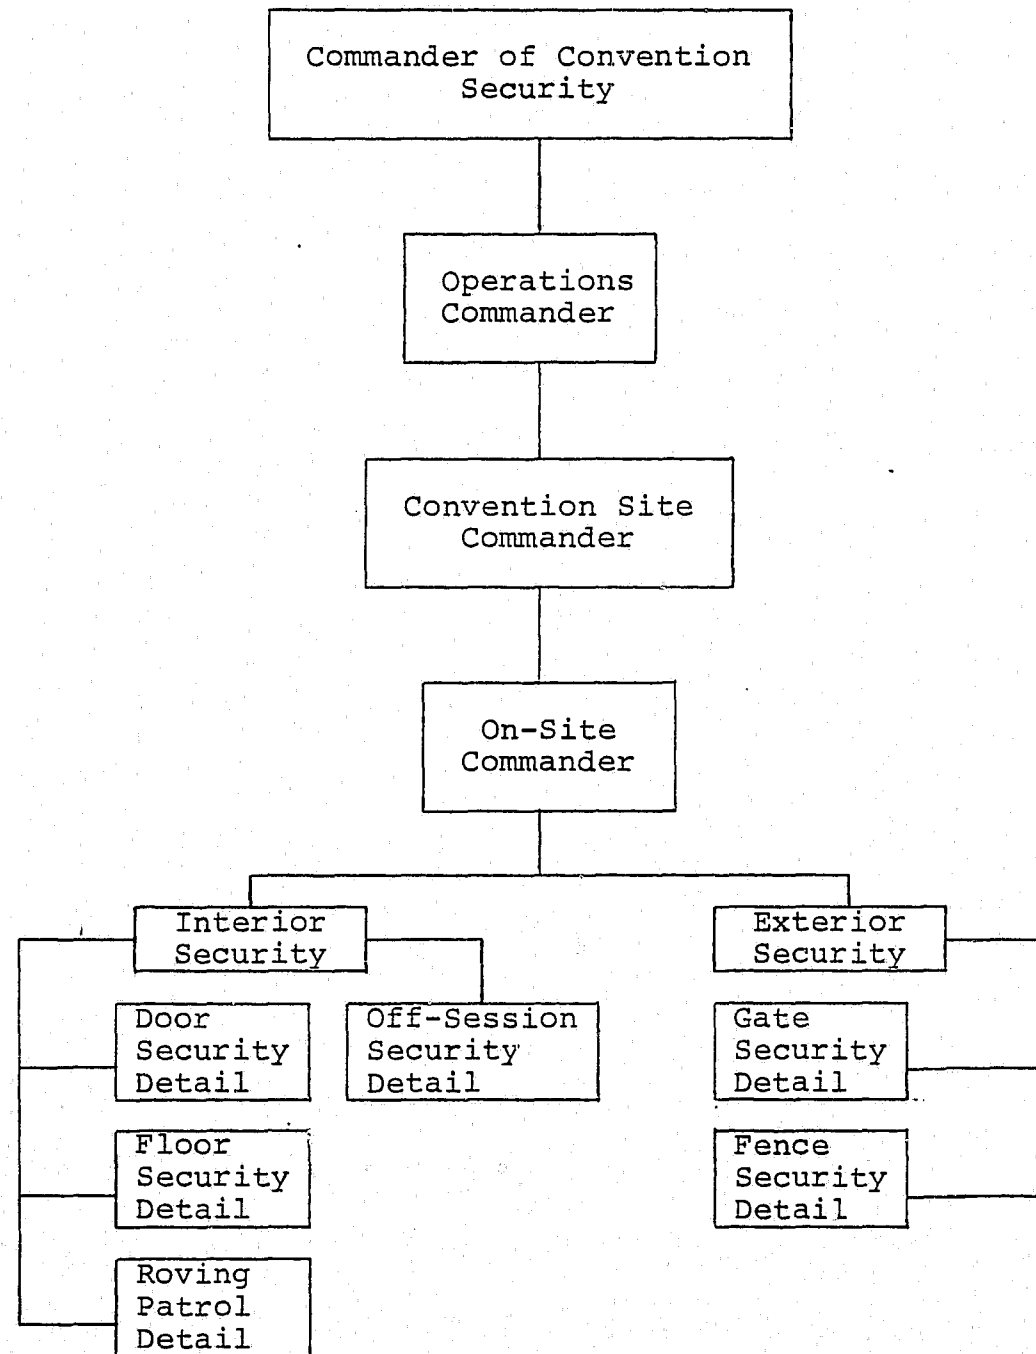 Commander of Convention
Security
Operations
Commander
Convention Site
Commander
On-Site
Commander
Interior
Security
Exterior
Security
Door
Security
Detail
Off-Session
Security
Detail
Gate
Security
Detail
Floor
Security
Detail
Fence
Security
Detail
Roving
Patrol
Detail